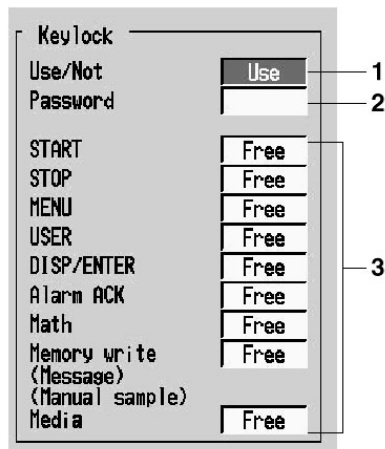 Keylock
Use/Not Use 1
Password 2
START Free
STOP Free
MENU Free
USER Free
DISP/ENTER Free 3
Alarm ACK Free
Math Free
Memory write Free
(Message)
(Manual sample)
Media Free